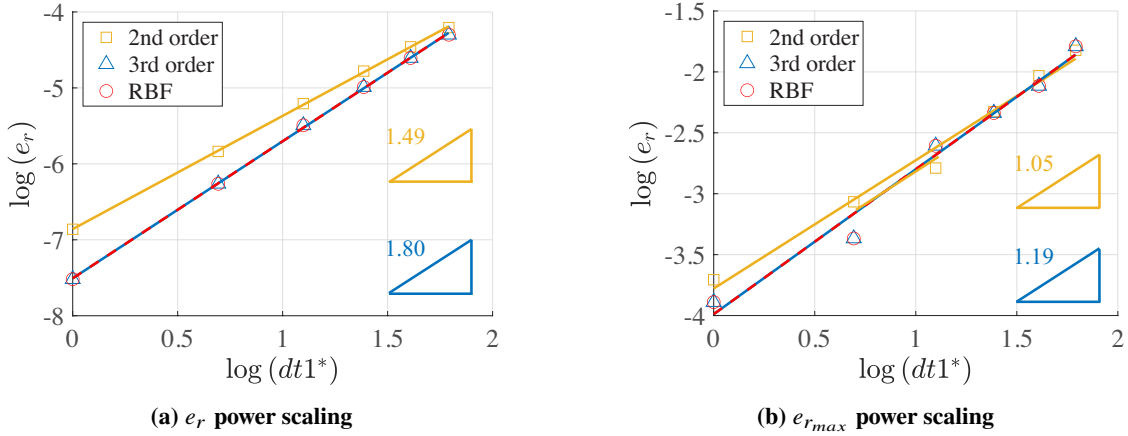 -4
-5
-6
-7
-8
log (e_r)
2nd order
3rd order
RBF
1.49
1.80
0
0.5
1
1.5
2
log (dt1*)
(a) e_r power scaling
-1.5
-2
-2.5
-3
-3.5
-4
log (e_r)
2nd order
3rd order
RBF
1.05
1.19
0
0.5
1
1.5
2
log (dt1*)
(b) e_{r_{max}} power scaling